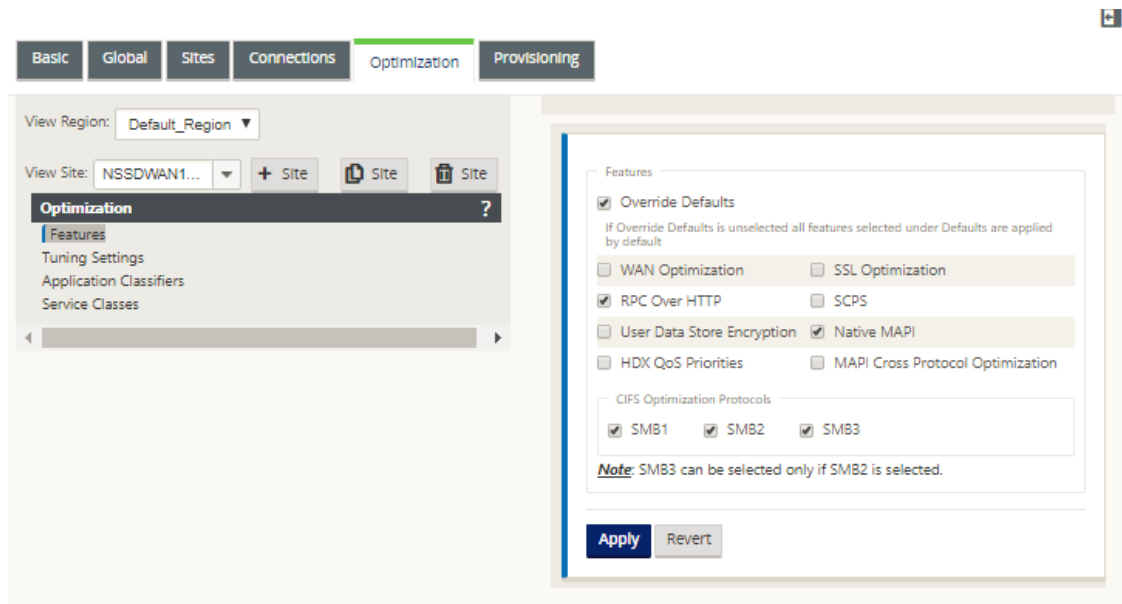 Basic Global Sites Connections Optimization Provisioning
View Region: Default_Region
View Site: NSSDWAN1... + Site Site Site
Optimization ?
Features
Tuning Settings
Application Classifiers
Service Classes
Features
Override Defaults
If Override Defaults is unselected all features selected under Defaults are applied
by default
WAN Optimization SSL Optimization
RPC Over HTTP SCPS
User Data Store Encryption Native MAPI
HDX QoS Priorities MAPI Cross Protocol Optimization
CIFS Optimization Protocols
SMB1 SMB2 SMB3
Note: SMB3 can be selected only if SMB2 is selected.
Apply Revert